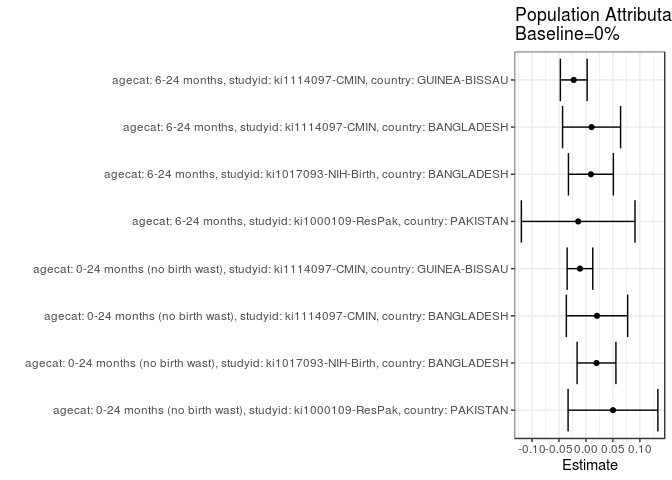 Population Attributa
Baseline=0%
agecat: 6-24 months, studyid: ki1114097-CMIN, country: GUINEA-BISSAU
agecat: 6-24 months, studyid: ki1114097-CMIN, country: BANGLADESH
agecat: 6-24 months, studyid: ki1017093-NIH-Birth, country: BANGLADESH
agecat: 6-24 months, studyid: ki1000109-ResPak, country: PAKISTAN
agecat: 0-24 months (no birth wast), studyid: ki1114097-CMIN, country: GUINEA-BISSAU
agecat: 0-24 months (no birth wast), studyid: ki1114097-CMIN, country: BANGLADESH
agecat: 0-24 months (no birth wast), studyid: ki1017093-NIH-Birth, country: BANGLADESH
agecat: 0-24 months (no birth wast), studyid: ki1000109-ResPak, country: PAKISTAN
-0.10 -0.05 0.00 0.05 0.10
Estimate